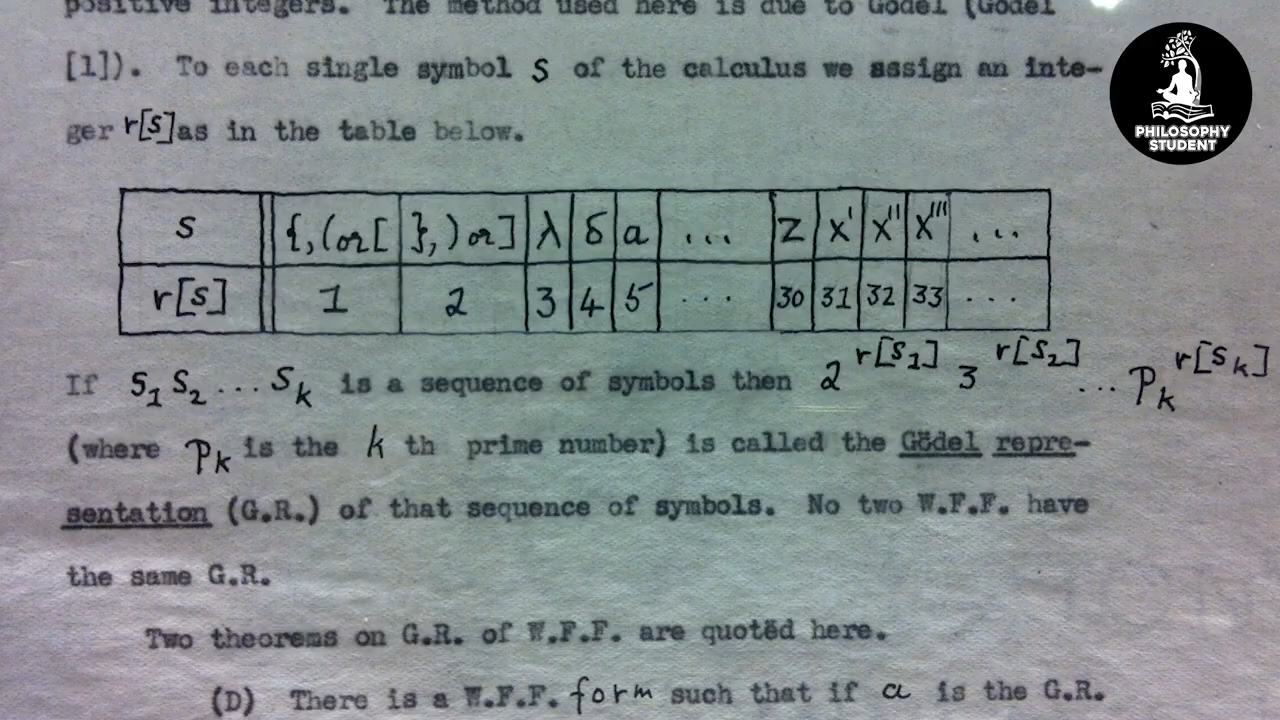 positive integers. The method used here is due to Gödel (Gödel
[1]). To each single symbol S of the calculus we assign an inte-
ger r[s] as in the table below.
S {,(or[ },) or] λ δ a ... z x' x'' x''' ...
r[s] 1 2 3 4 5 ... 30 31 32 33 ...
If S₁ S₂ ... Sₖ is a sequence of symbols then 2^r[S₁] 3^r[S₂] ... Pₖ^r[Sₖ]
(where Pₖ is the k th prime number) is called the Gödel repre-
sentation (G.R.) of that sequence of symbols. No two W.F.F. have
the same G.R.
Two theorems on G.R. of W.F.F. are quotëd here.
(D) There is a W.F.F. form such that if a is the G.R.
PHILOSOPHY
STUDENT